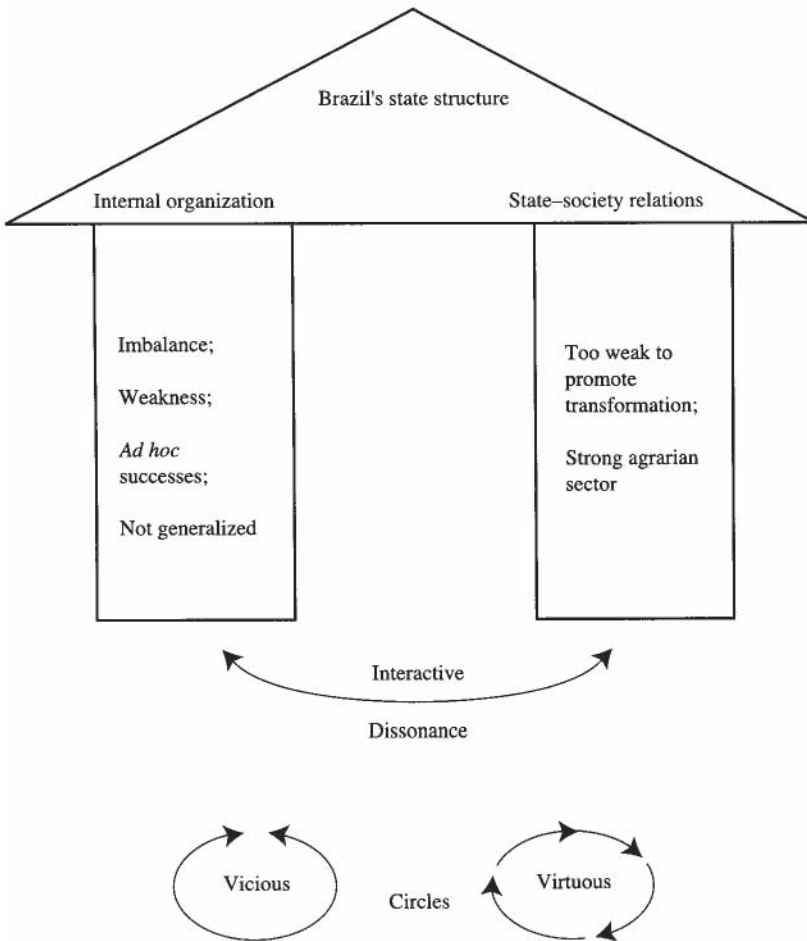 Brazil's state structure
Internal organization
State–society relations
Imbalance;
Weakness;
Ad hoc
successes;
Not generalized
Too weak to
promote
transformation;
Strong agrarian
sector
Interactive
Dissonance
Vicious
Circles
Virtuous